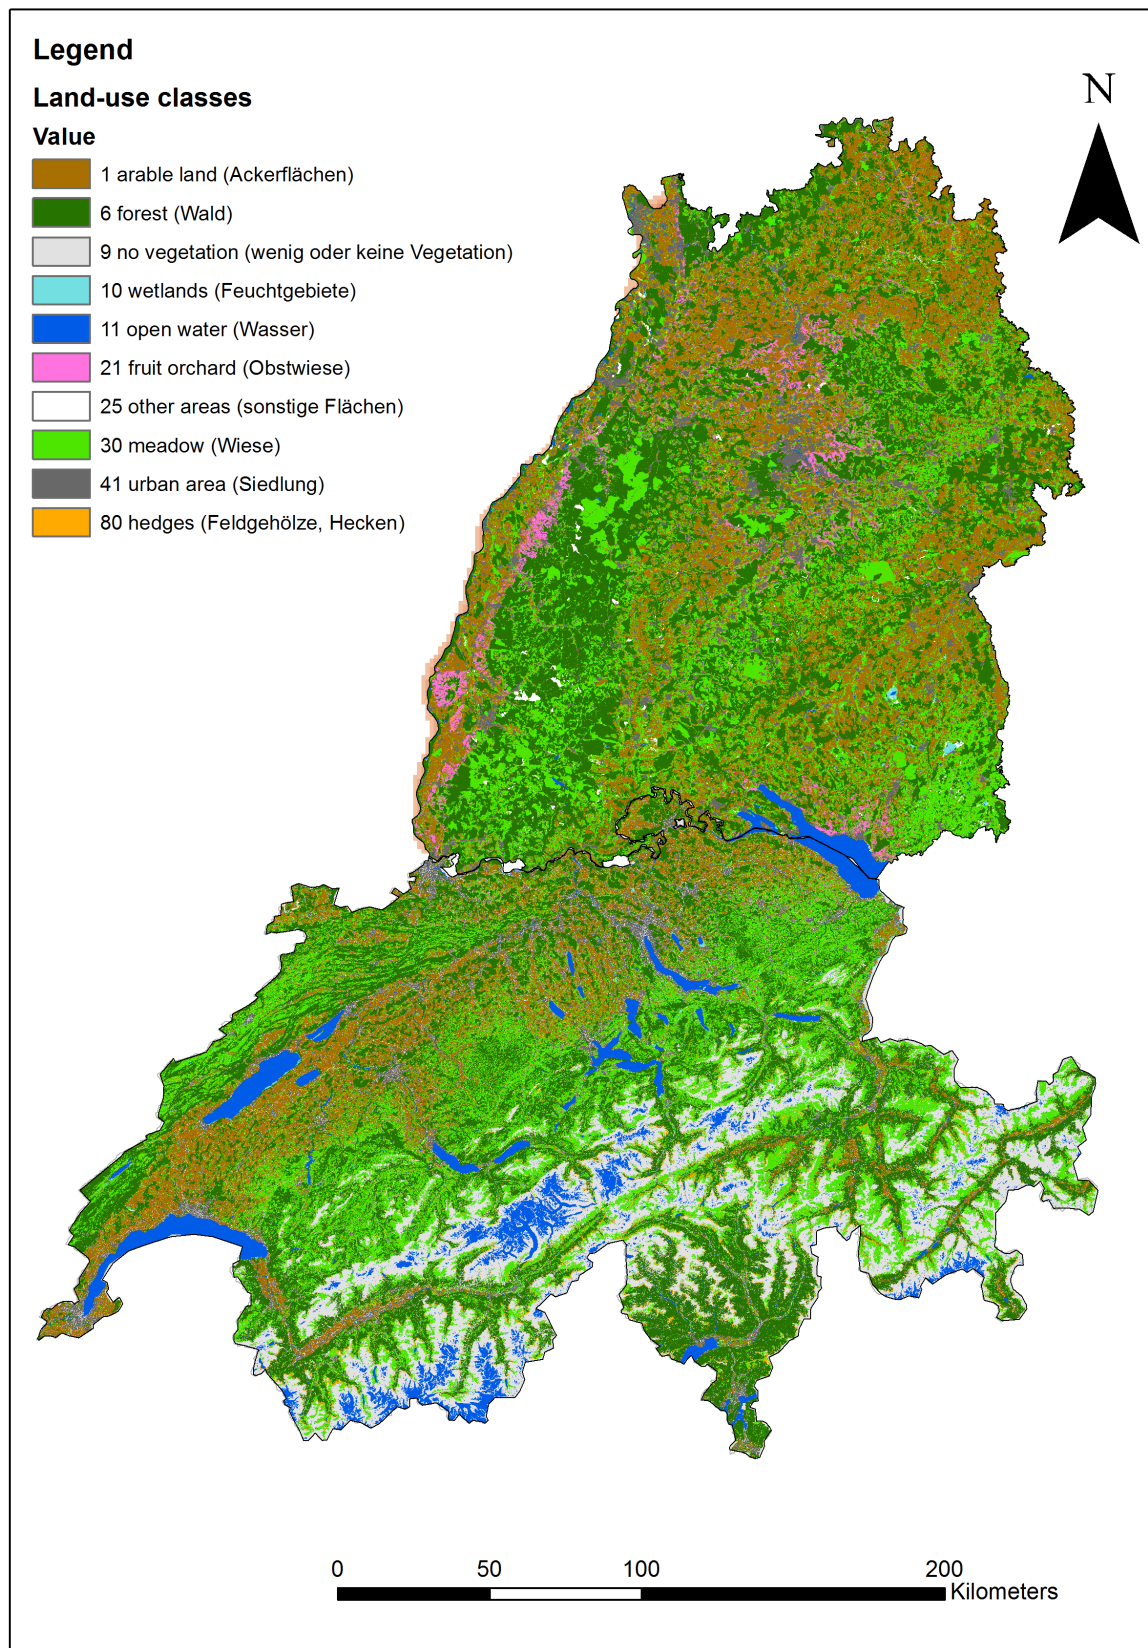 Legend
Land-use classes
Value
1 arable land (Ackerflächen)
6 forest (Wald)
9 no vegetation (wenig oder keine Vegetation)
10 wetlands (Feuchtgebiete)
11 open water (Wasser)
21 fruit orchard (Obstwiese)
25 other areas (sonstige Flächen)
30 meadow (Wiese)
41 urban area (Siedlung)
80 hedges (Feldgehölze, Hecken)
N
0 50 100 200
Kilometers